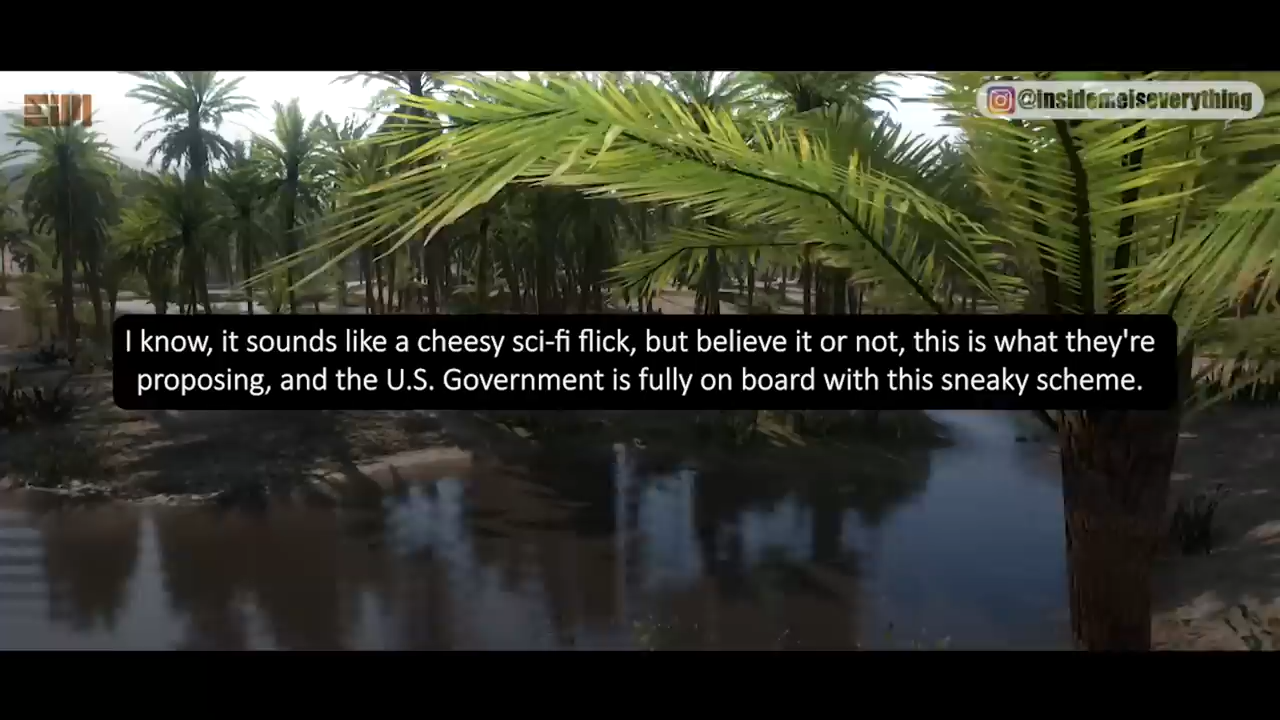 @insidemeiseverything
I know, it sounds like a cheesy sci-fi flick, but believe it or not, this is what they're
proposing, and the U.S. Government is fully on board with this sneaky scheme.